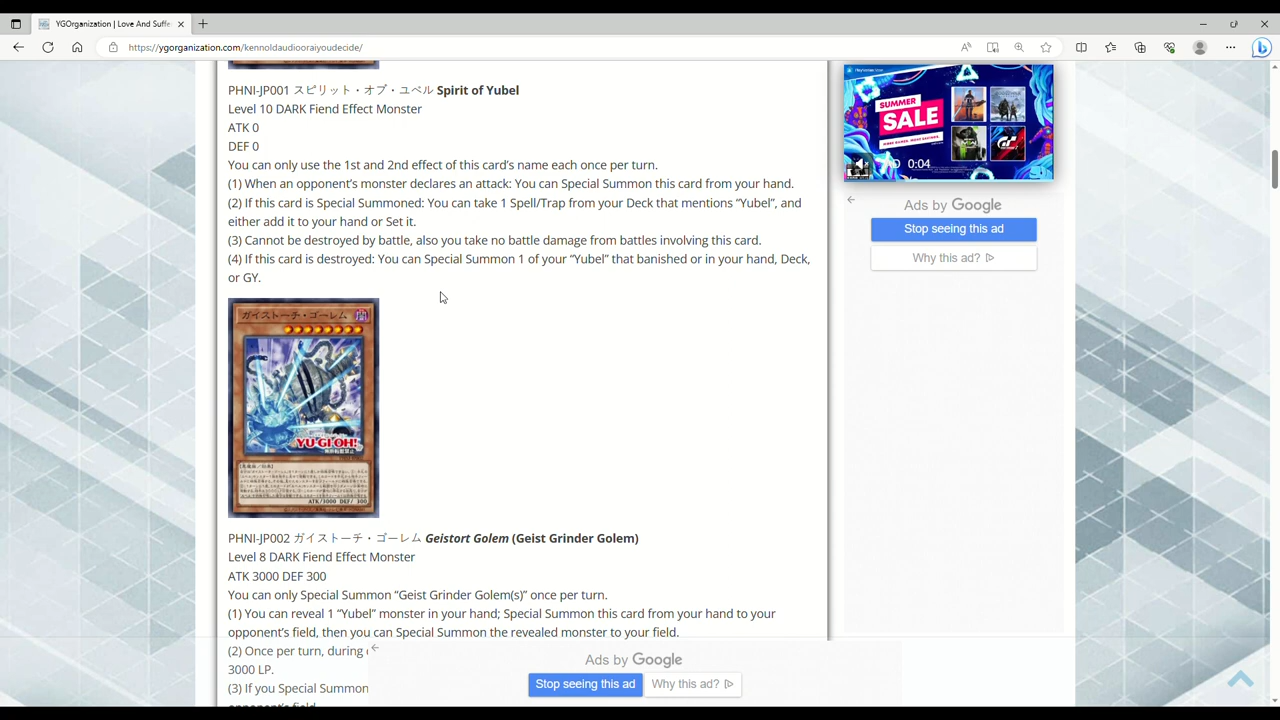 YGOrganization | Love And Suffe
https://ygorganization.com/kennoldaudiooraiyoudecide/
PHNI-JP001 スピリット・オブ・ユベル Spirit of Yubel
Level 10 DARK Fiend Effect Monster
ATK 0
DEF 0
You can only use the 1st and 2nd effect of this card's name each once per turn.
(1) When an opponent's monster declares an attack: You can Special Summon this card from your hand.
(2) If this card is Special Summoned: You can take 1 Spell/Trap from your Deck that mentions “Yubel”, and
either add it to your hand or Set it.
(3) Cannot be destroyed by battle, also you take no battle damage from battles involving this card.
(4) If this card is destroyed: You can Special Summon 1 of your “Yubel” that banished or in your hand, Deck,
or GY.
ガイストーチ・ゴーレム
YU-GI-OH!
ATK/3000 DEF/ 300
PHNI-JP002 ガイストーチ・ゴーレム Geistort Golem (Geist Grinder Golem)
Level 8 DARK Fiend Effect Monster
ATK 3000 DEF 300
You can only Special Summon “Geist Grinder Golem(s)” once per turn.
(1) You can reveal 1 “Yubel” monster in your hand; Special Summon this card from your hand to your
opponent's field, then you can Special Summon the revealed monster to your field.
(2) Once per turn, during
3000 LP.
(3) If you Special Summon
SUMMER
SALE
0:04
Ads by Google
Stop seeing this ad
Why this ad?
Ads by Google
Stop seeing this ad
Why this ad?